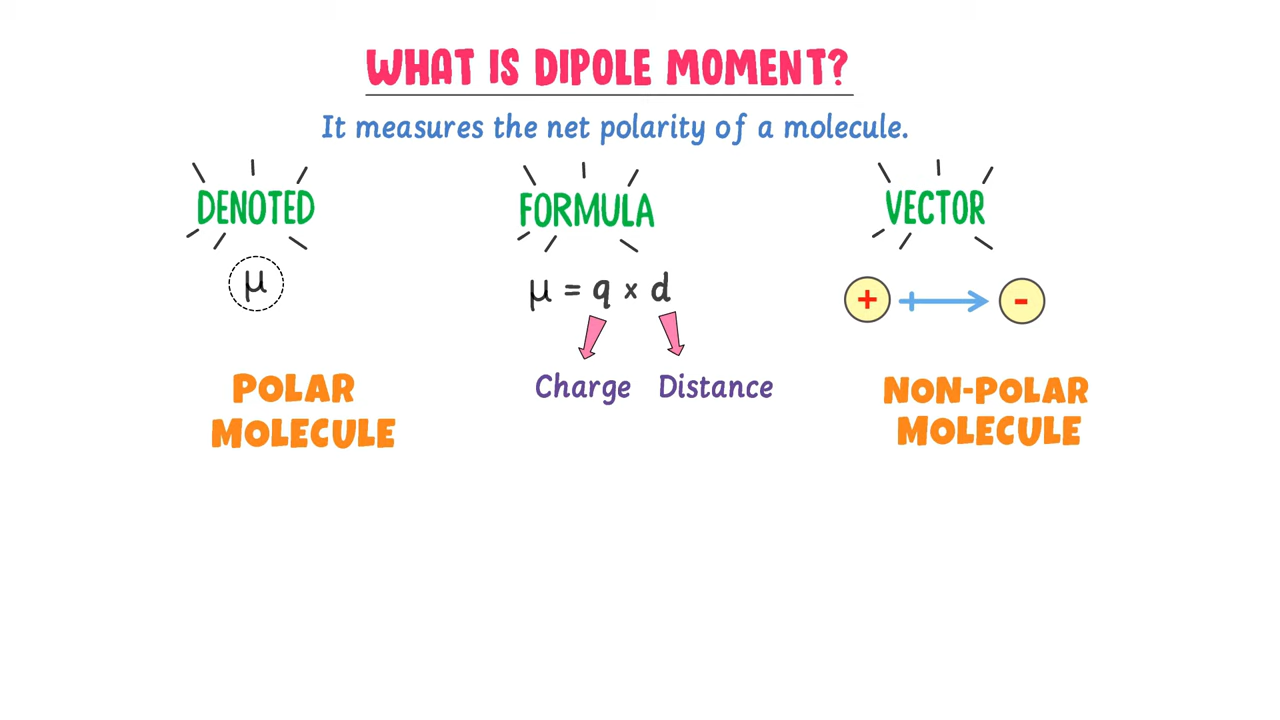 WHAT IS DIPOLE MOMENT?
It measures the net polarity of a molecule.
DENOTED
μ
FORMULA
μ = q × d
Charge Distance
VECTOR
+ -
POLAR
MOLECULE
NON-POLAR
MOLECULE